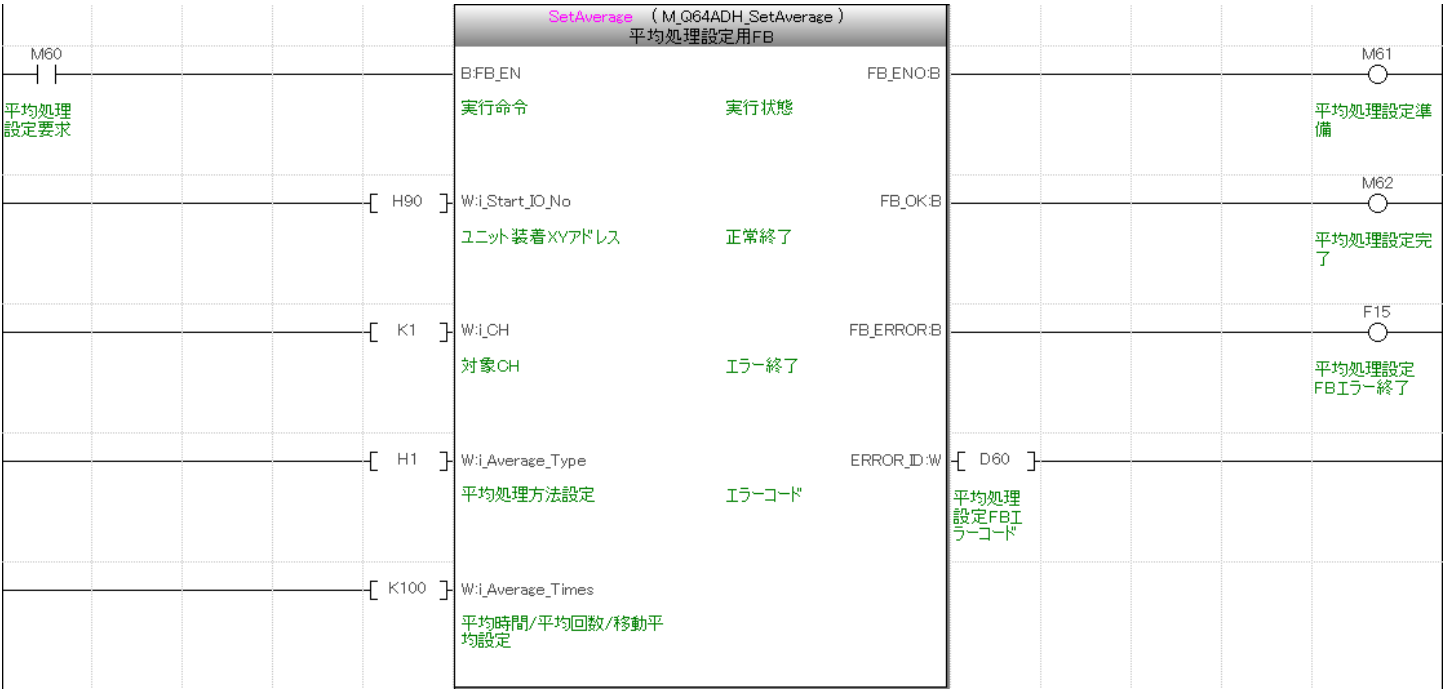 SetAverage （M_Q64ADH_SetAverage）
平均処理設定用FB
M60
平均処理
設定要求
B:FB_EN
実行命令
FB_ENO:B
実行状態
M61
平均処理設定準
備
H90
W:i_Start_IO_No
ユニット装着XYアドレス
FB_OK:B
正常終了
M62
平均処理設定完
了
K1
W:i_CH
対象CH
FB_ERROR:B
エラー終了
F15
平均処理設定
FBエラー終了
H1
W:i_Average_Type
平均処理方法設定
ERROR_ID:W
エラーコード
D60
平均処理
設定FBエ
ラーコード
K100
W:i_Average_Times
平均時間/平均回数/移動平
均設定